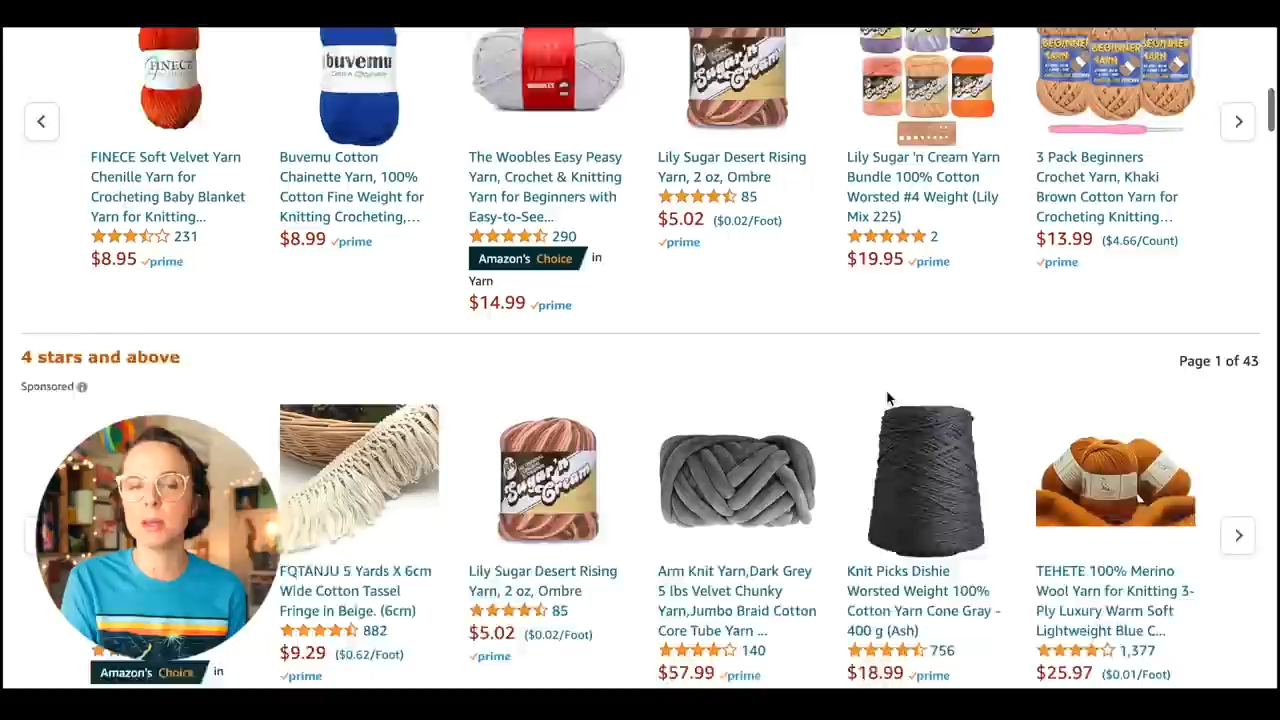 FINECE
buvemu
WOOBLES
Sugar'n
Cream
BEGINNER
YARN
BEGINNER
YARN
BEGINNER
YARN
FINECE Soft Velvet Yarn
Chenille Yarn for
Crocheting Baby Blanket
Yarn for Knitting...
231
$8.95 prime
Buvemu Cotton
Chainette Yarn, 100%
Cotton Fine Weight for
Knitting Crocheting,...
$8.99 prime
The Woobles Easy Peasy
Yarn, Crochet & Knitting
Yarn for Beginners with
Easy-to-See...
290
Amazon's Choice in
Yarn
$14.99 prime
Lily Sugar Desert Rising
Yarn, 2 oz, Ombre
85
$5.02 ($0.02/Foot)
prime
Lily Sugar 'n Cream Yarn
Bundle 100% Cotton
Worsted #4 Weight (Lily
Mix 225)
2
$19.95 prime
3 Pack Beginners
Crochet Yarn, Khaki
Brown Cotton Yarn for
Crocheting Knitting...
$13.99 ($4.66/Count)
prime
4 stars and above
Page 1 of 43
Sponsored
Sugar'n
Cream
Amazon's Choice in
FQTANJU 5 Yards X 6cm
Wide Cotton Tassel
Fringe in Beige. (6cm)
882
$9.29 ($0.62/Foot)
prime
Lily Sugar Desert Rising
Yarn, 2 oz, Ombre
85
$5.02 ($0.02/Foot)
prime
Arm Knit Yarn,Dark Grey
5 lbs Velvet Chunky
Yarn,Jumbo Braid Cotton
Core Tube Yarn ...
140
$57.99 prime
Knit Picks Dishie
Worsted Weight 100%
Cotton Yarn Cone Gray -
400 g (Ash)
756
$18.99 prime
TEHETE 100% Merino
Wool Yarn for Knitting 3-
Ply Luxury Warm Soft
Lightweight Blue C...
1,377
$25.97 ($0.01/Foot)